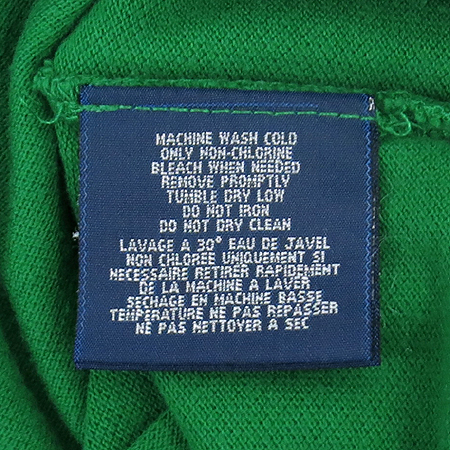 MACHINE WASH COLD
ONLY NON-CHLORINE
BLEACH WHEN NEEDED
REMOVE PROMPTLY
TUMBLE DRY LOW
DO NOT IRON
DO NOT DRY CLEAN
LAVAGE A 30° EAU DE JAVEL
NON CHLOREE UNIQUEMENT SI
NECESSAIRE RETIRER RAPIDEMENT
DE LA MACHINE A LAVER
SECHAGE EN MACHINE BASSE
TEMPERATURE NE PAS REPASSER
NE PAS NETTOYER A SEC